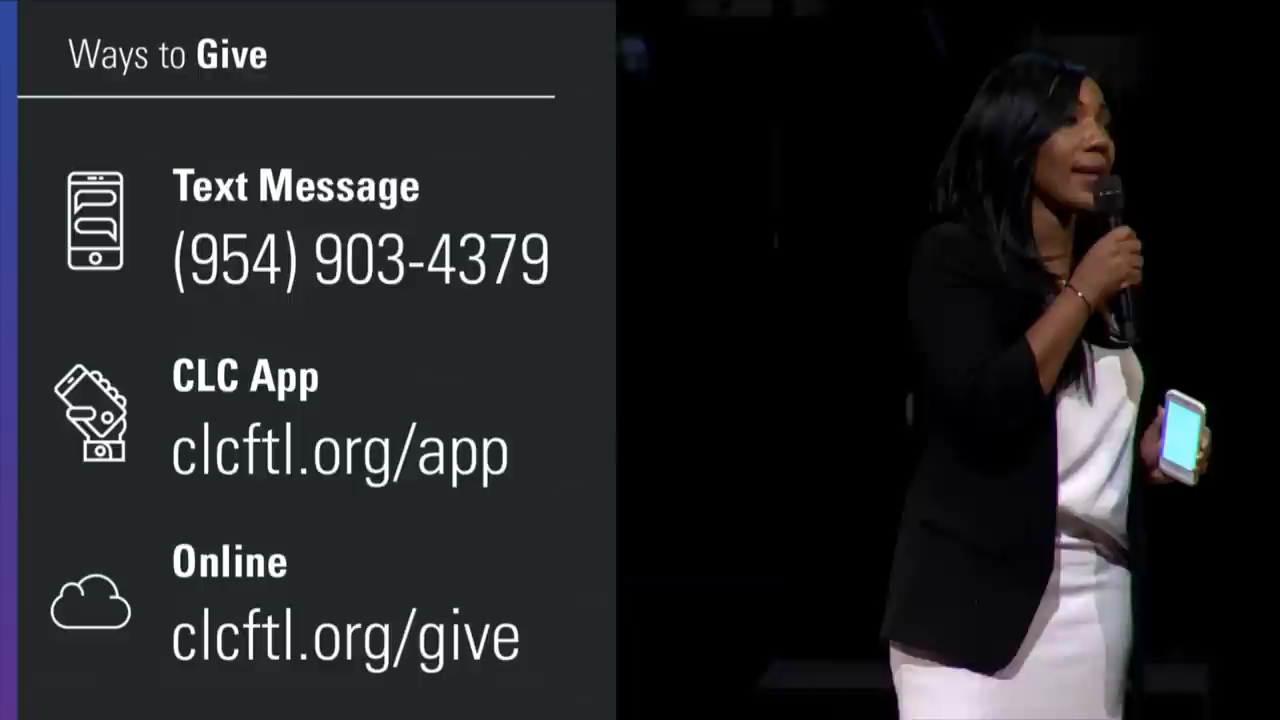 Ways to Give
Text Message
(954) 903-4379
CLC App
clcftl.org/app
Online
clcftl.org/give